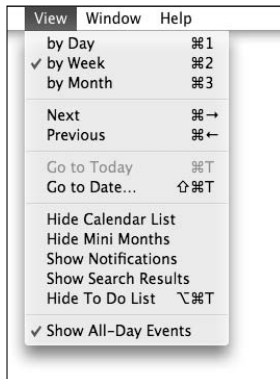 View Window Help
by Day ⌘1
✓ by Week ⌘2
by Month ⌘3
Next ⌘→
Previous ⌘←
Go to Today ⌘T
Go to Date... ⇧⌘T
Hide Calendar List
Hide Mini Months
Show Notifications
Show Search Results
Hide To Do List ⌥⌘T
✓ Show All-Day Events